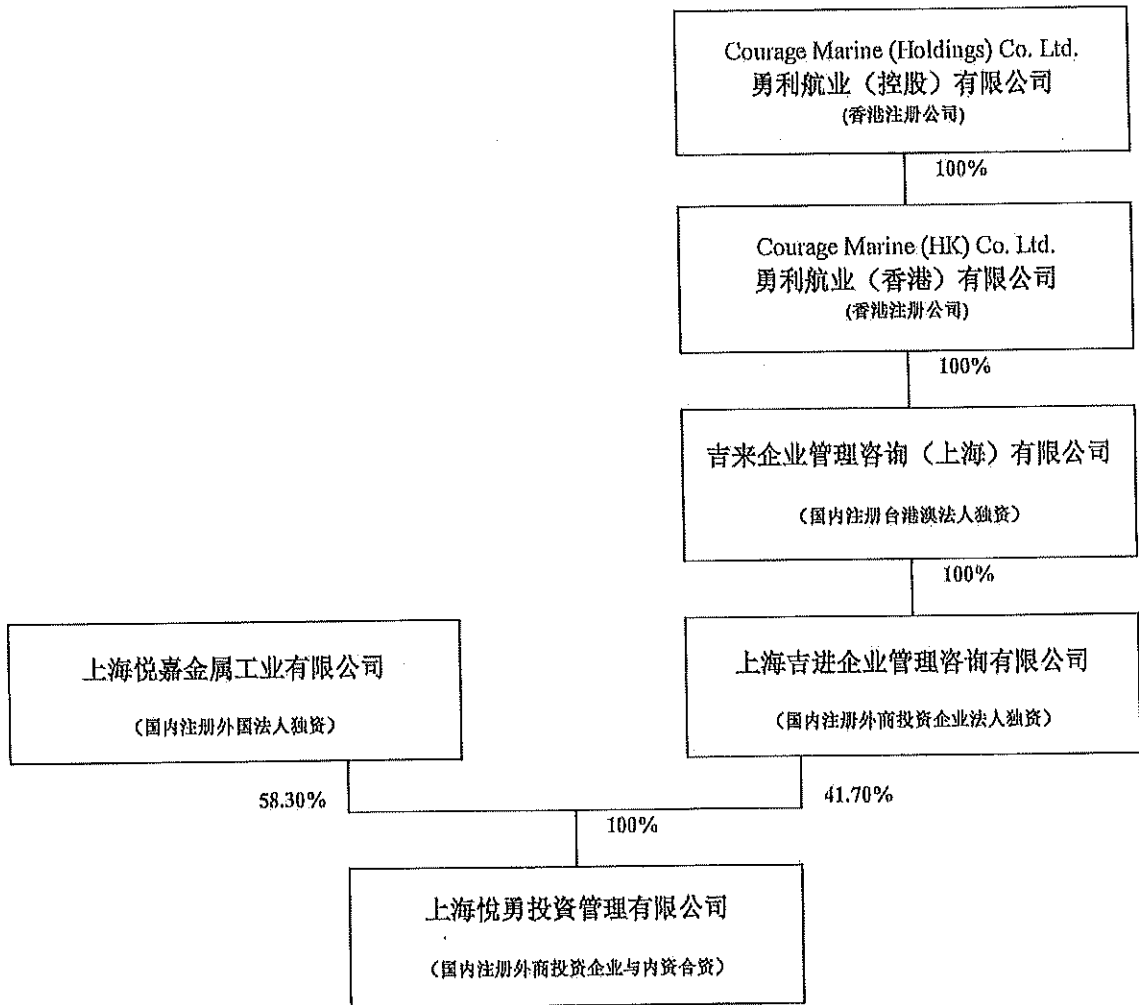 Courage Marine (Holdings) Co. Ltd.
勇利航业（控股）有限公司
(香港注册公司)
100%
Courage Marine (HK) Co. Ltd.
勇利航业（香港）有限公司
(香港注册公司)
100%
吉来企业管理咨询（上海）有限公司
（国内注册台港澳法人独资）
100%
上海悦嘉金属工业有限公司
（国内注册外国法人独资）
上海吉进企业管理咨询有限公司
（国内注册外商投资企业法人独资）
58.30%
41.70%
100%
上海悦勇投资管理有限公司
（国内注册外商投资企业与内资合资）